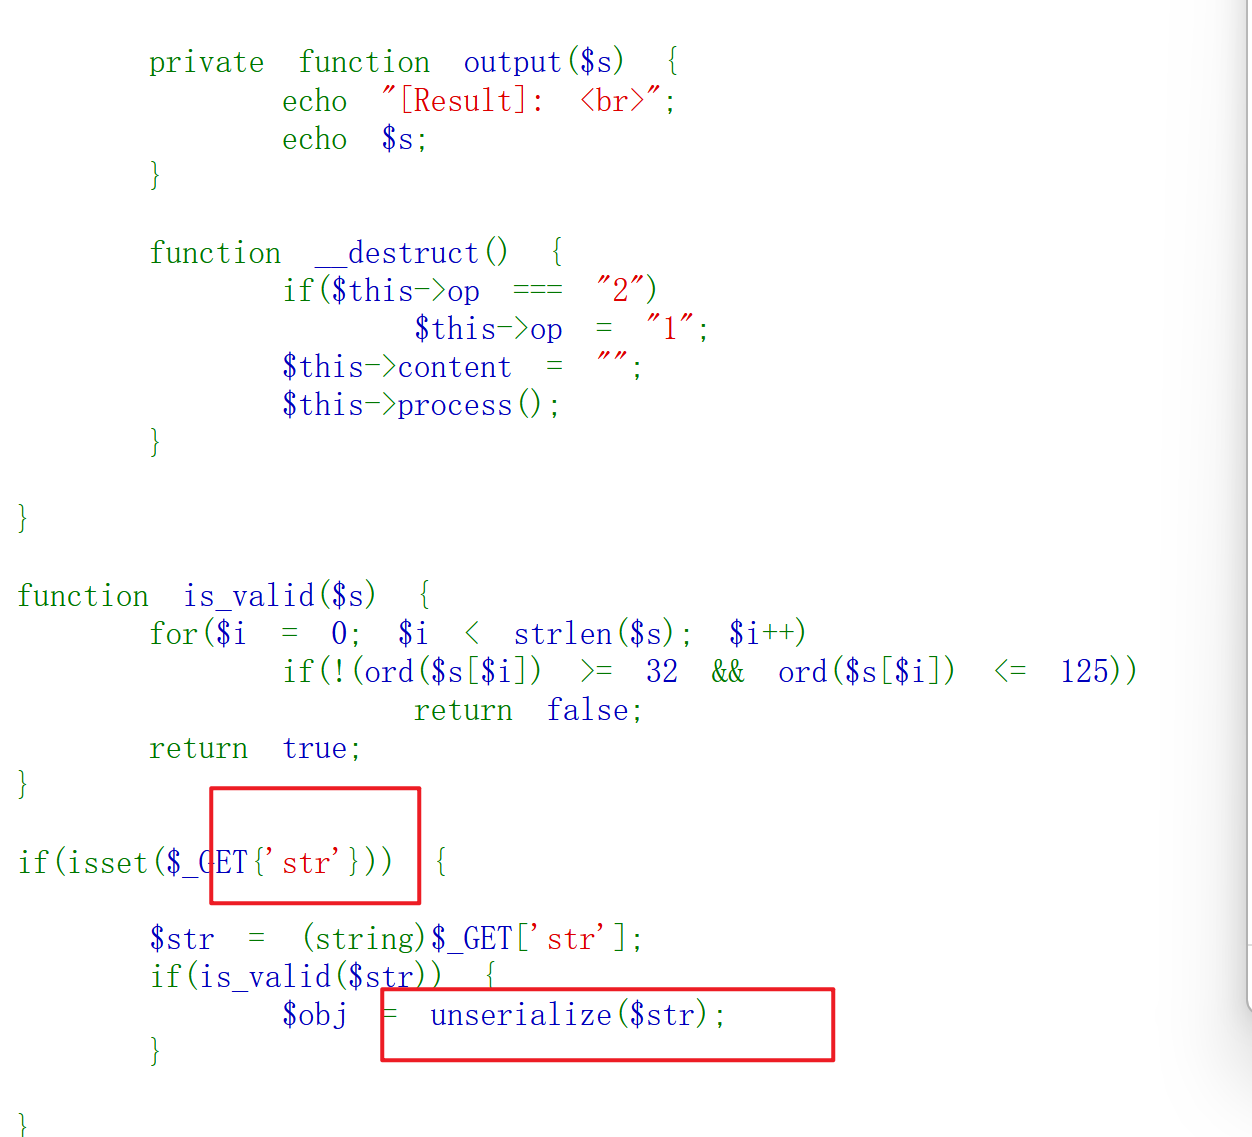 private function output($s) {
echo "[Result]: <br>";
echo $s;
}
function __destruct() {
if($this->op === "2")
$this->op = "1";
$this->content = "";
$this->process();
}
}
function is_valid($s) {
for($i = 0; $i < strlen($s); $i++)
if(!(ord($s[$i]) >= 32 && ord($s[$i]) <= 125))
return false;
return true;
}
if(isset($_GET{'str'})) {
$str = (string)$_GET['str'];
if(is_valid($str)) {
$obj = unserialize($str);
}
}